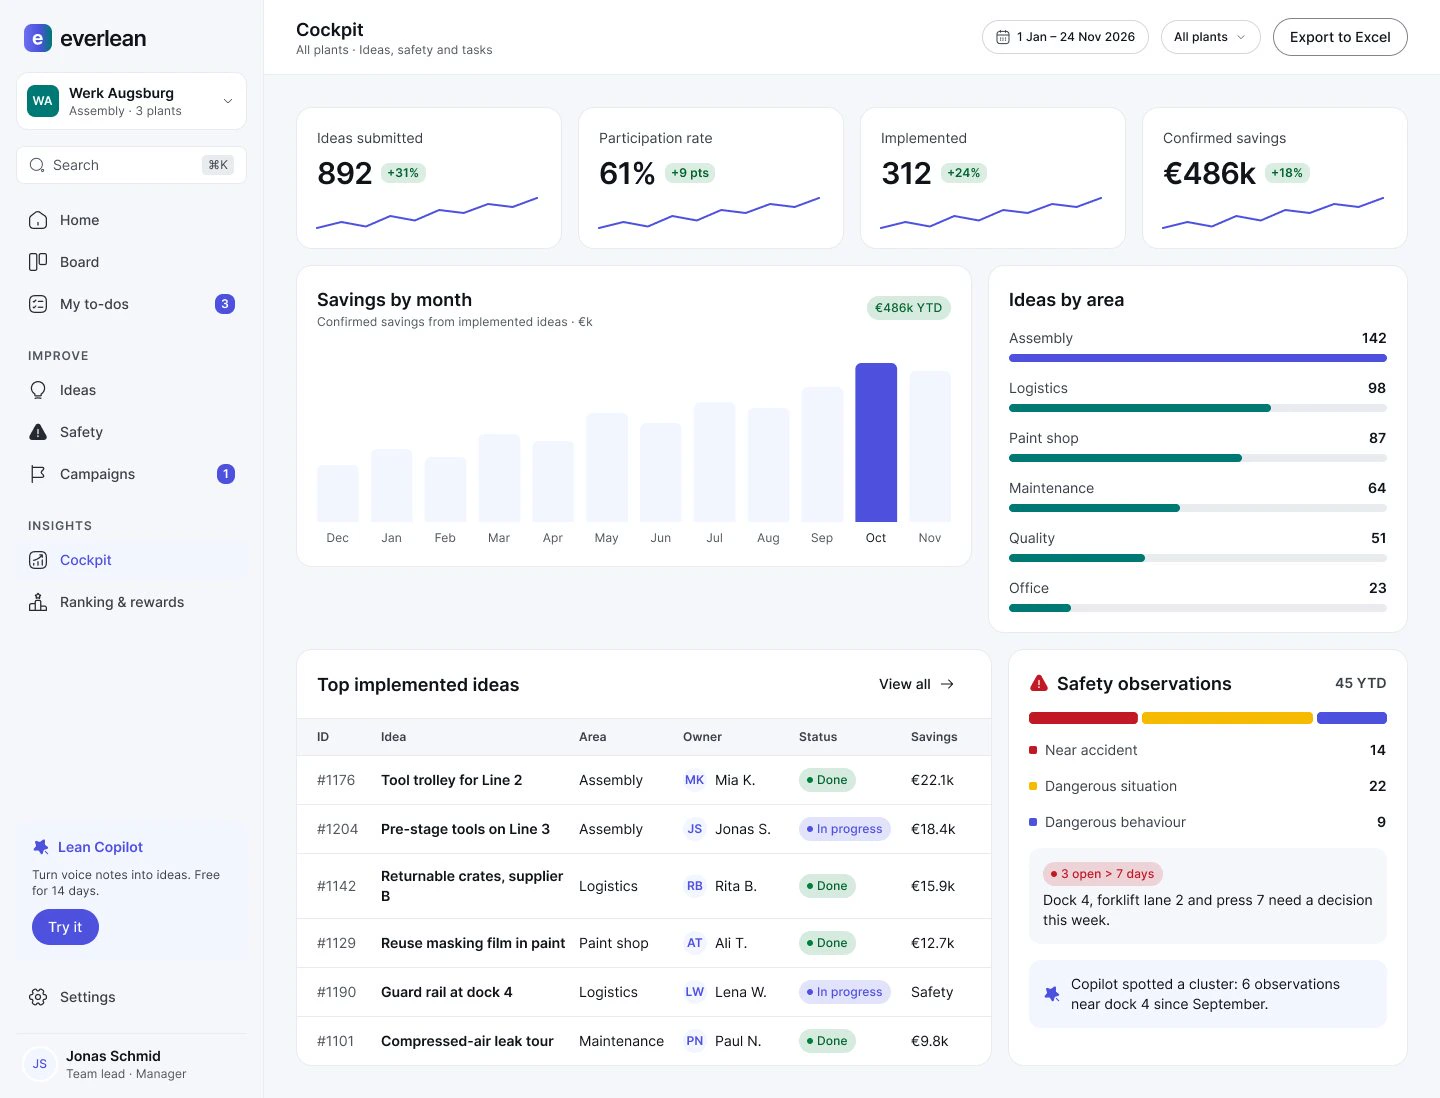 e everlean
WA
Werk Augsburg
Assembly · 3 plants
Search
⌘K
Home
Board
My to-dos 3
IMPROVE
Ideas
Safety
Campaigns 1
INSIGHTS
Cockpit
Ranking & rewards
Lean Copilot
Turn voice notes into ideas. Free
for 14 days.
Try it
Settings
JS
Jonas Schmid
Team lead · Manager
Cockpit
All plants · Ideas, safety and tasks
1 Jan – 24 Nov 2026
All plants
Export to Excel
Ideas submitted
892 +31%
Participation rate
61% +9 pts
Implemented
312 +24%
Confirmed savings
€486k +18%
Savings by month
Confirmed savings from implemented ideas · €k
€486k YTD
Dec Jan Feb Mar Apr May Jun Jul Aug Sep Oct Nov
Ideas by area
Assembly 142
Logistics 98
Paint shop 87
Maintenance 64
Quality 51
Office 23
Top implemented ideas
View all →
ID Idea Area Owner Status Savings
#1176 Tool trolley for Line 2 Assembly MK Mia K. Done €22.1k
#1204 Pre-stage tools on Line 3 Assembly JS Jonas S. In progress €18.4k
#1142 Returnable crates, supplier
B Logistics RB Rita B. Done €15.9k
#1129 Reuse masking film in paint Paint shop AT Ali T. Done €12.7k
#1190 Guard rail at dock 4 Logistics LW Lena W. In progress Safety
#1101 Compressed-air leak tour Maintenance PN Paul N. Done €9.8k
Safety observations
45 YTD
Near accident 14
Dangerous situation 22
Dangerous behaviour 9
3 open > 7 days
Dock 4, forklift lane 2 and press 7 need a decision
this week.
Copilot spotted a cluster: 6 observations
near dock 4 since September.